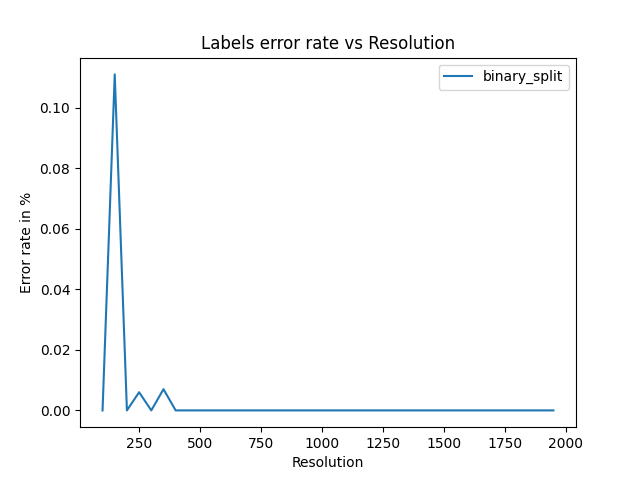 Labels error rate vs Resolution
binary_split
Error rate in %
0.10
0.08
0.06
0.04
0.02
0.00
250 500 750 1000 1250 1500 1750 2000
Resolution